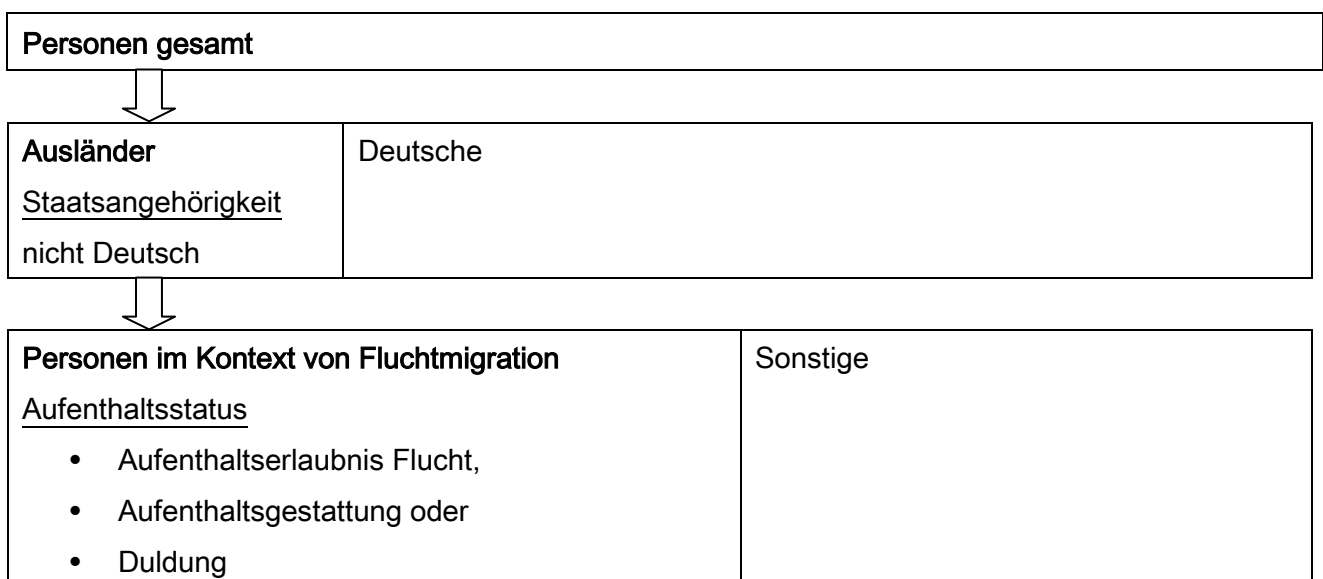 Personen gesamt
Ausländer
Staatsangehörigkeit
nicht Deutsch
Deutsche
Personen im Kontext von Fluchtmigration
Aufenthaltsstatus
• Aufenthaltserlaubnis Flucht,
• Aufenthaltsgestattung oder
• Duldung
Sonstige